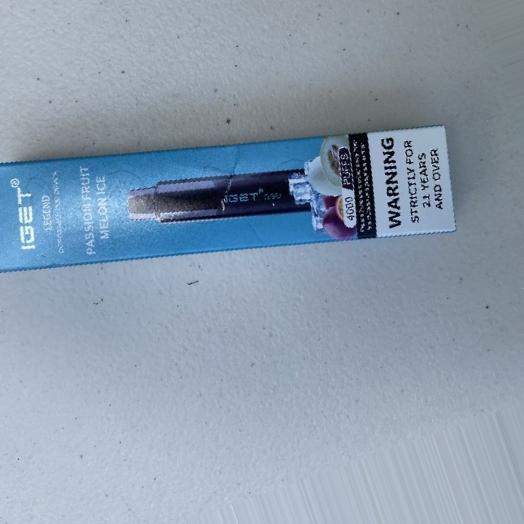 IGET®
LEGEND
PASSION FRUIT
MELON ICE
IGET®
4000 PUFFS
WARNING
STRICTLY FOR
21 YEARS
AND OVER